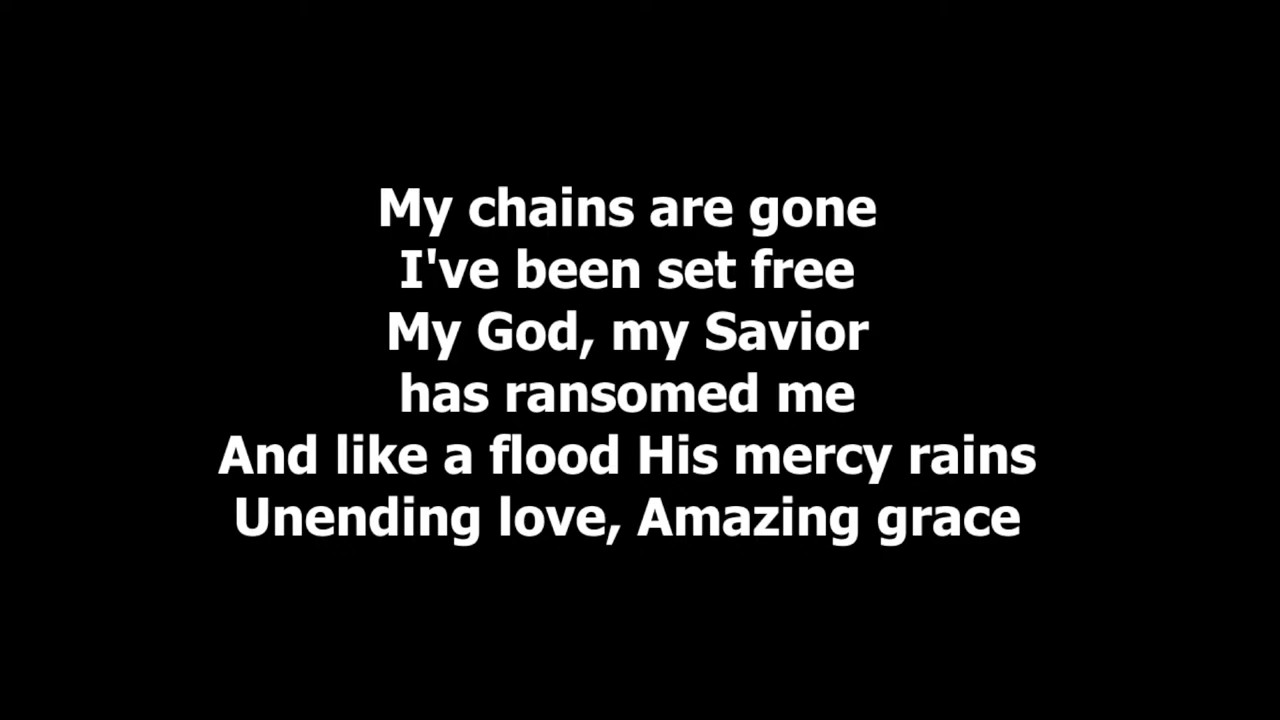 My chains are gone
I've been set free
My God, my Savior
has ransomed me
And like a flood His mercy rains
Unending love, Amazing grace